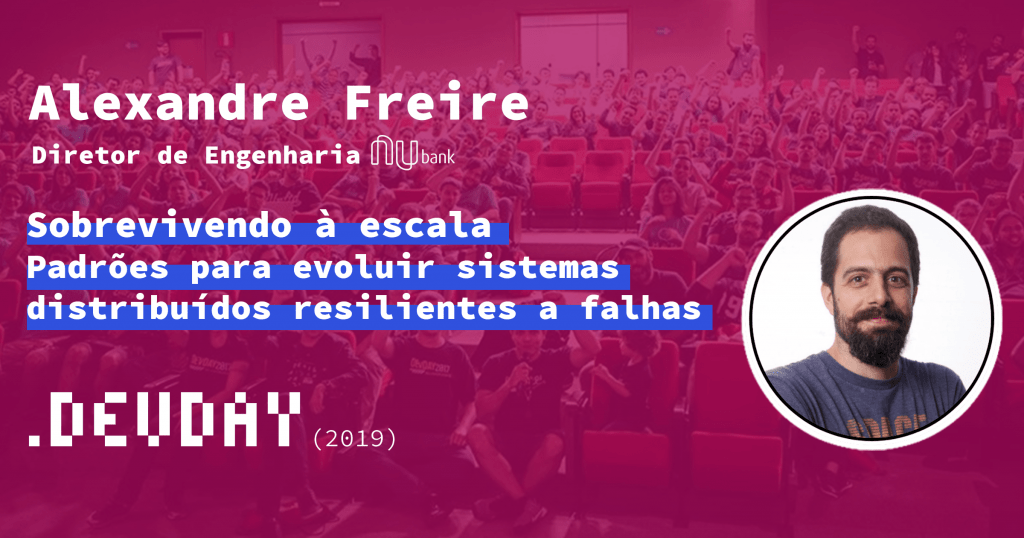 Alexandre Freire
Diretor de Engenharia nu bank
Sobrevivendo à escala
Padrões para evoluir sistemas
distribuídos resilientes a falhas
.DEVDAY (2019)